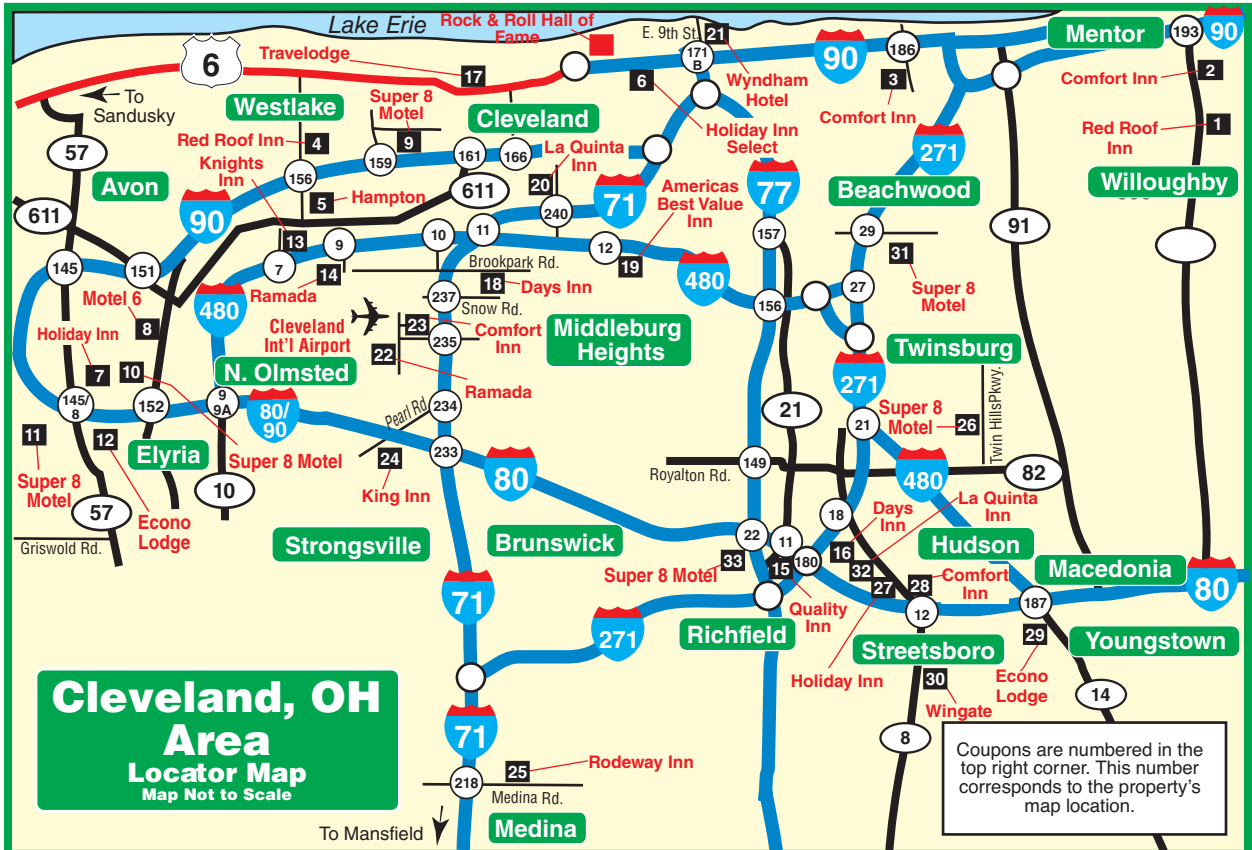 Lake Erie
Rock & Roll Hall of
Fame
E. 9th St.
21
171
B
90
186
Mentor
193
90
6
Travelodge
17
Wyndham
Hotel
6
3
Comfort Inn
Comfort Inn
2
To
Sandusky
Westlake
Super 8
Motel
9
Cleveland
Holiday Inn
Select
Red Roof
Inn
1
57
Red Roof Inn
4
Knights
Inn
159
161
166
La Quinta
Inn
271
77
Avon
156
5
Hampton
611
20
71
Americas
Best Value
Inn
Beachwood
Willoughby
611
90
240
91
13
9
10
11
12
157
29
145
151
7
14
Ramada
Brookpark Rd.
19
480
31
Super 8
Motel
18
Days Inn
27
Motel 6
8
480
237
Snow Rd.
156
Cleveland
Int'l Airport
23
Comfort
Inn
235
Middleburg
Heights
Holiday Inn
7
10
N. Olmsted
22
Ramada
Twinsburg
271
Twin HillsPkwy.
145/
8
152
9
9A
80/
90
Pearl Rd.
234
21
21
Super 8
Motel
26
11
12
Elyria
Super 8 Motel
24
233
King Inn
80
Royalton Rd.
149
480
82
Super 8
Motel
57
Econo
Lodge
10
18
Days
Inn
La Quinta
Inn
Griswold Rd.
Strongsville
Brunswick
22
11
16
Hudson
Super 8 Motel
33
15
180
32
27
28
Comfort
Inn
Macedonia
80
71
271
Quality
Inn
12
187
Richfield
Streetsboro
29
Youngstown
Holiday Inn
30
Wingate
Econo
Lodge
14
Cleveland, OH
Area
Locator Map
Map Not to Scale
71
8
218
25
Rodeway Inn
Medina Rd.
To Mansfield
Medina
Coupons are numbered in the
top right corner. This number
corresponds to the property's
map location.